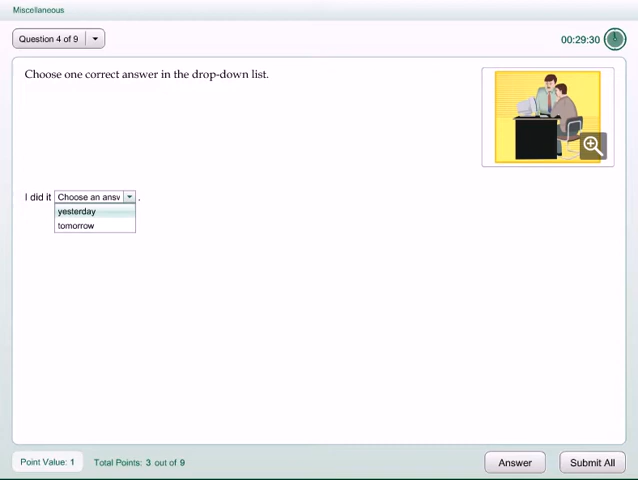 Miscellaneous
Question 4 of 9
00:29:30
Choose one correct answer in the drop-down list.
I did it Choose an answ .
yesterday
tomorrow
Point Value: 1 Total Points: 3 out of 9 Answer Submit All